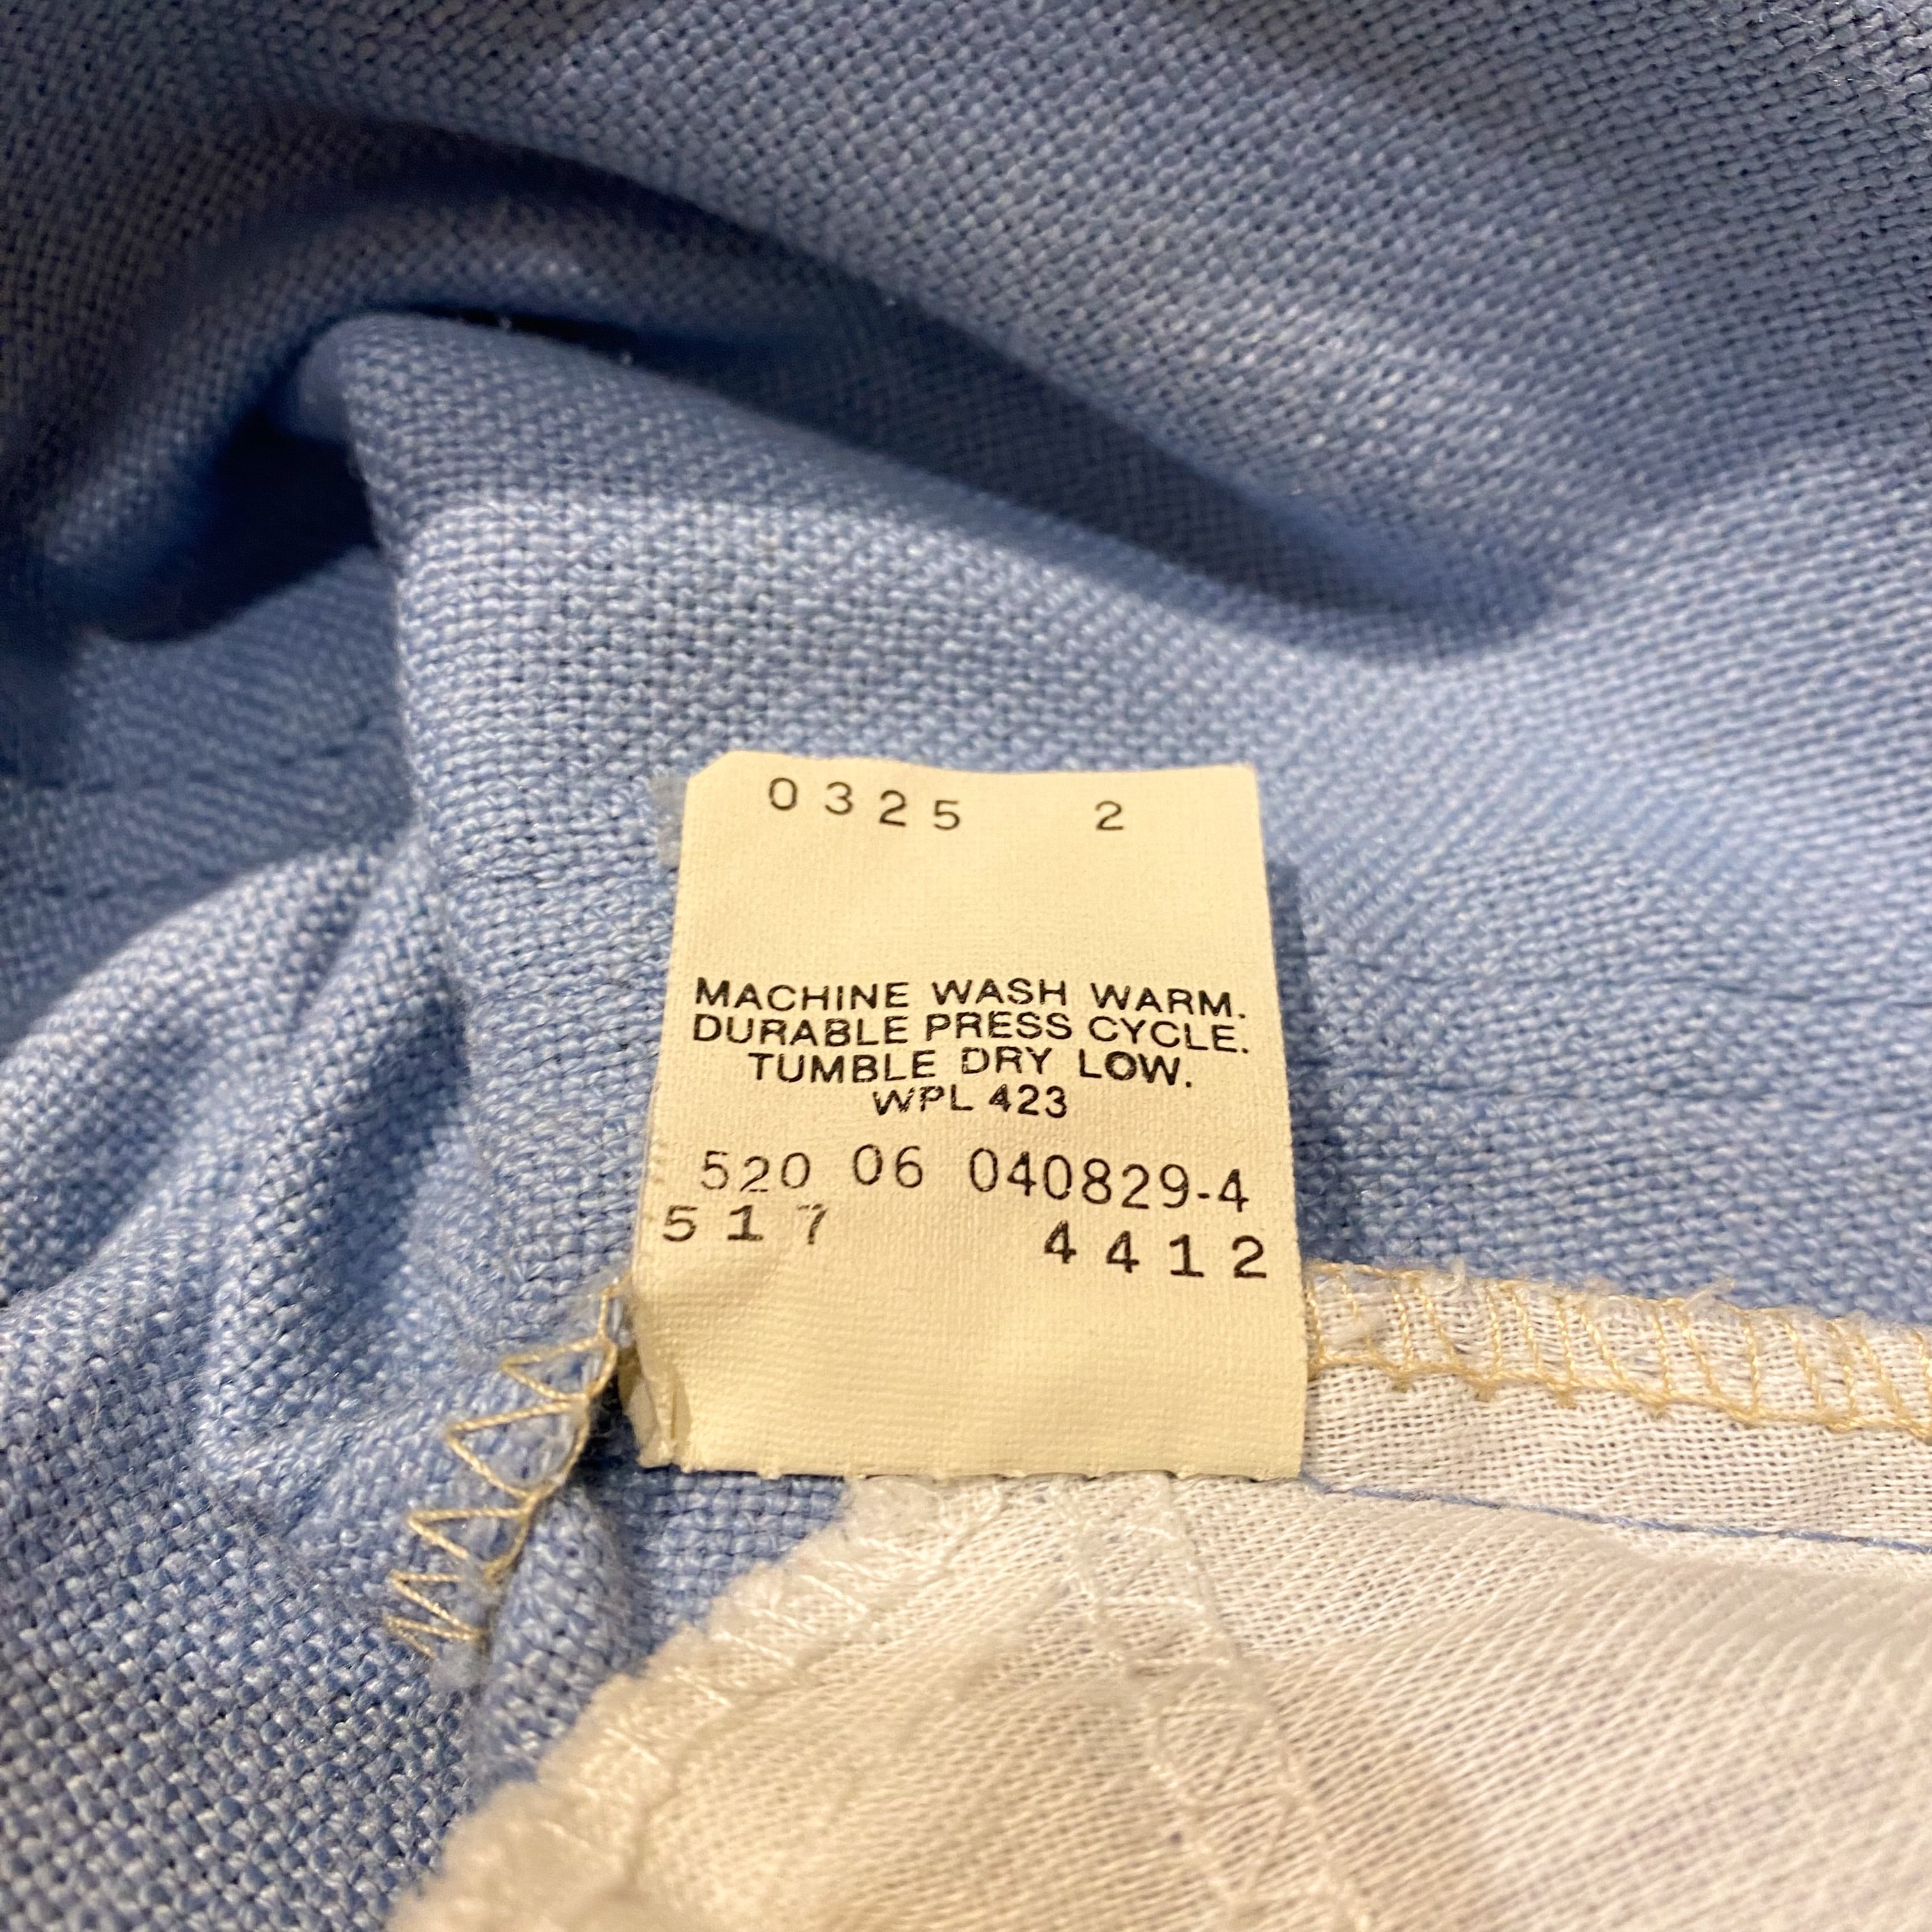 0325 2
MACHINE WASH WARM.
DURABLE PRESS CYCLE.
TUMBLE DRY LOW.
WPL 423
520 06 040829-4
517 4412